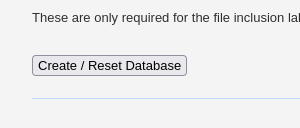 These are only required for the file inclusion
Create / Reset Database